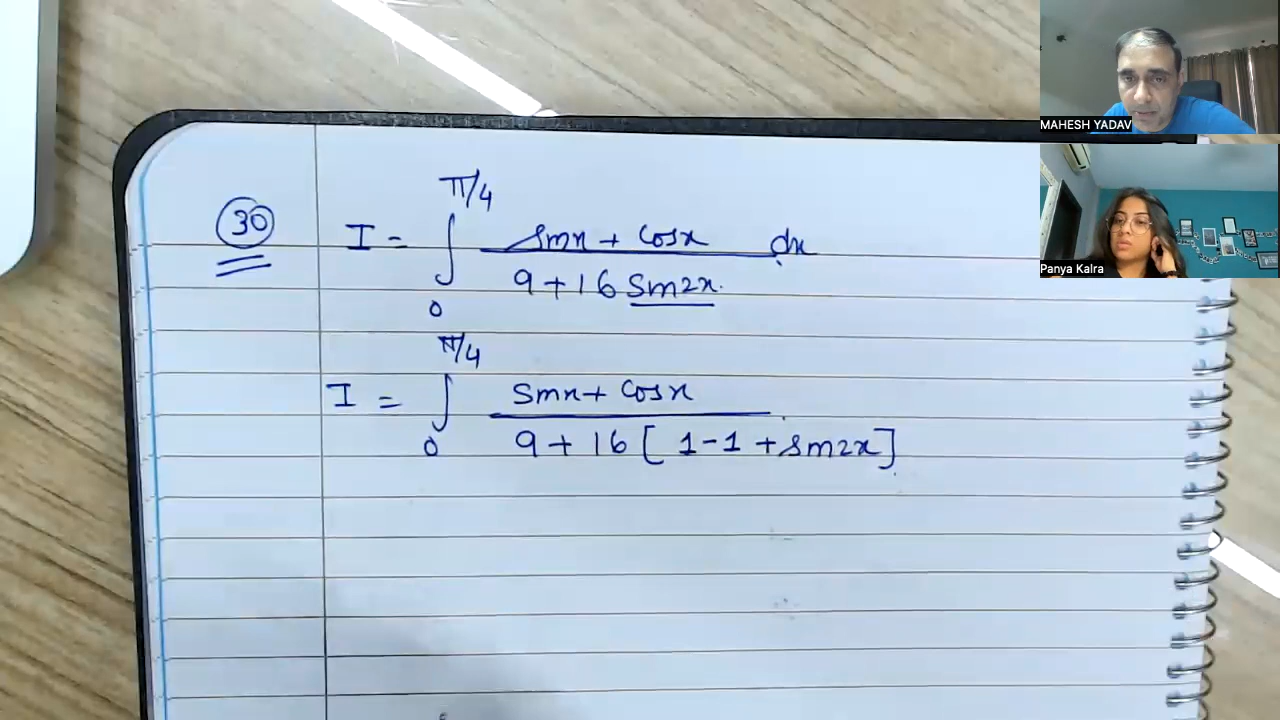 MAHESH YADAV
Panya Kalra
30
I = ∫₀^π/4 sinx + cosx / 9 + 16 sin2x dx
I = ∫₀^π/4 sinx + cosx / 9 + 16 [ 1 - 1 + sin2x ]